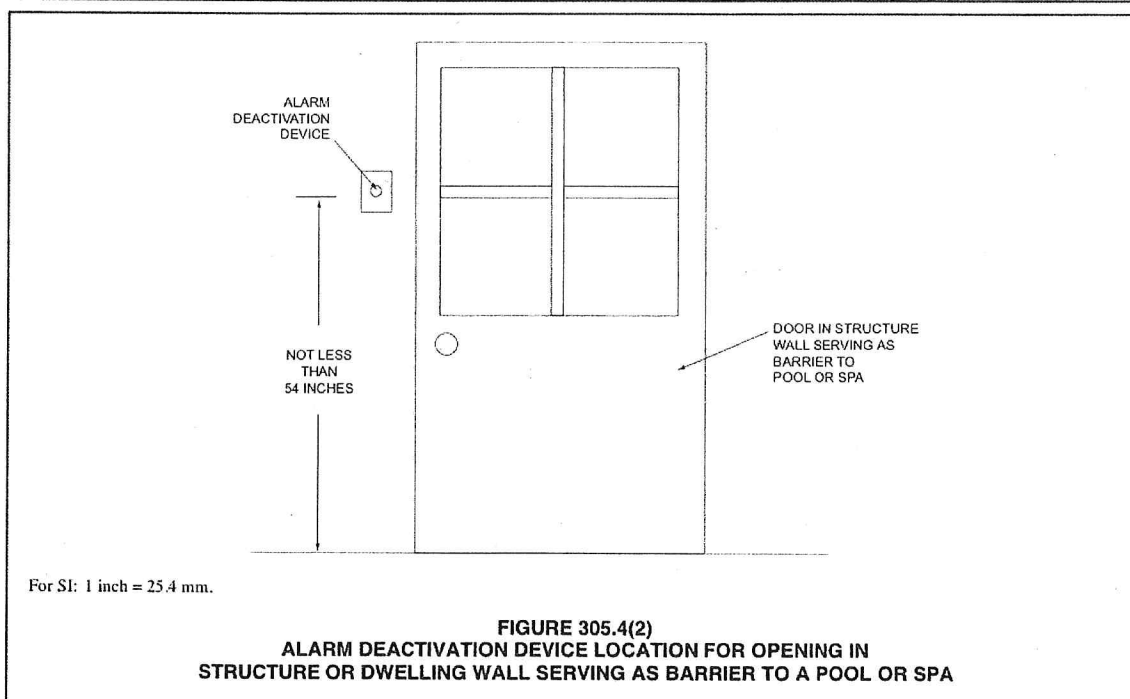 ALARM
DEACTIVATION
DEVICE
NOT LESS
THAN
54 INCHES
DOOR IN STRUCTURE
WALL SERVING AS
BARRIER TO
POOL OR SPA
For SI: 1 inch = 25.4 mm.
FIGURE 305.4(2)
ALARM DEACTIVATION DEVICE LOCATION FOR OPENING IN
STRUCTURE OR DWELLING WALL SERVING AS BARRIER TO A POOL OR SPA